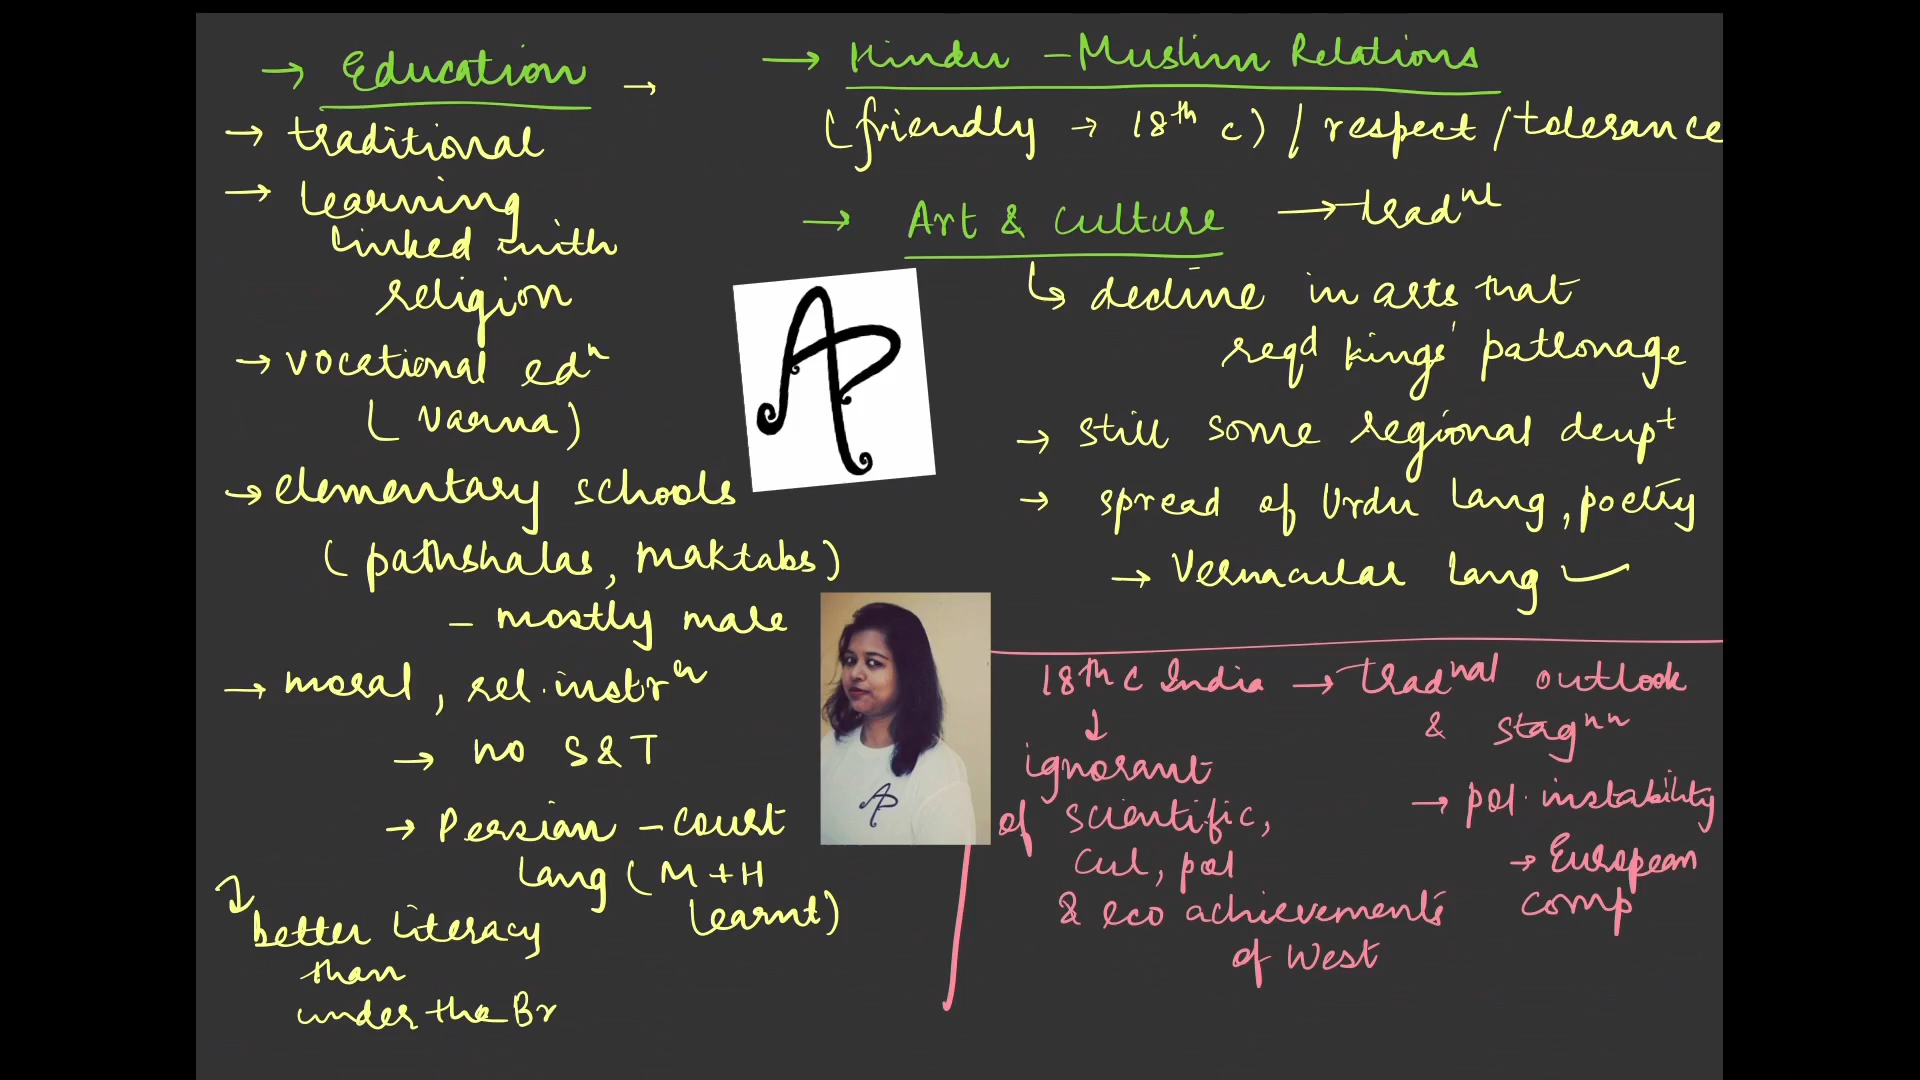 → Education →
→ traditional
→ Learning
linked with
religion
→ vocational edⁿ
(varna)
→ elementary schools
(pathshalas, maktabs)
- mostly male
→ moral, rel. instrⁿ
→ no S&T
→ Persian - court
lang (M+H
learnt)
↴ better literacy
than
under the Br
→ Hindu - Muslim Relations
(friendly → 18th c) / respect / tolerance
→ Art & Culture → tradnl
↳ decline in arts that
reqd kings' patronage
→ still some regional devpt
→ spread of Urdu lang, poetry
→ Vernacular lang ✓
AP
AP
18th c India → tradnal outlook
& stagnn
↓
ignorant
of scientific,
cul, pol
& eco achievements
of West
→ pol. instability
→ European
comp